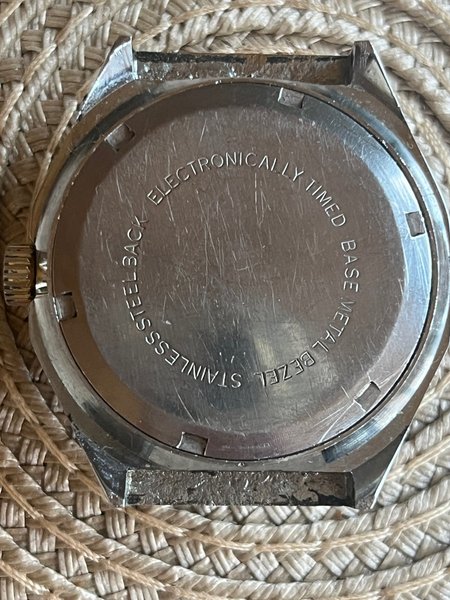 STAINLESS STEEL BACK ELECTRONICALLY TIMED BASE METAL BEZEL